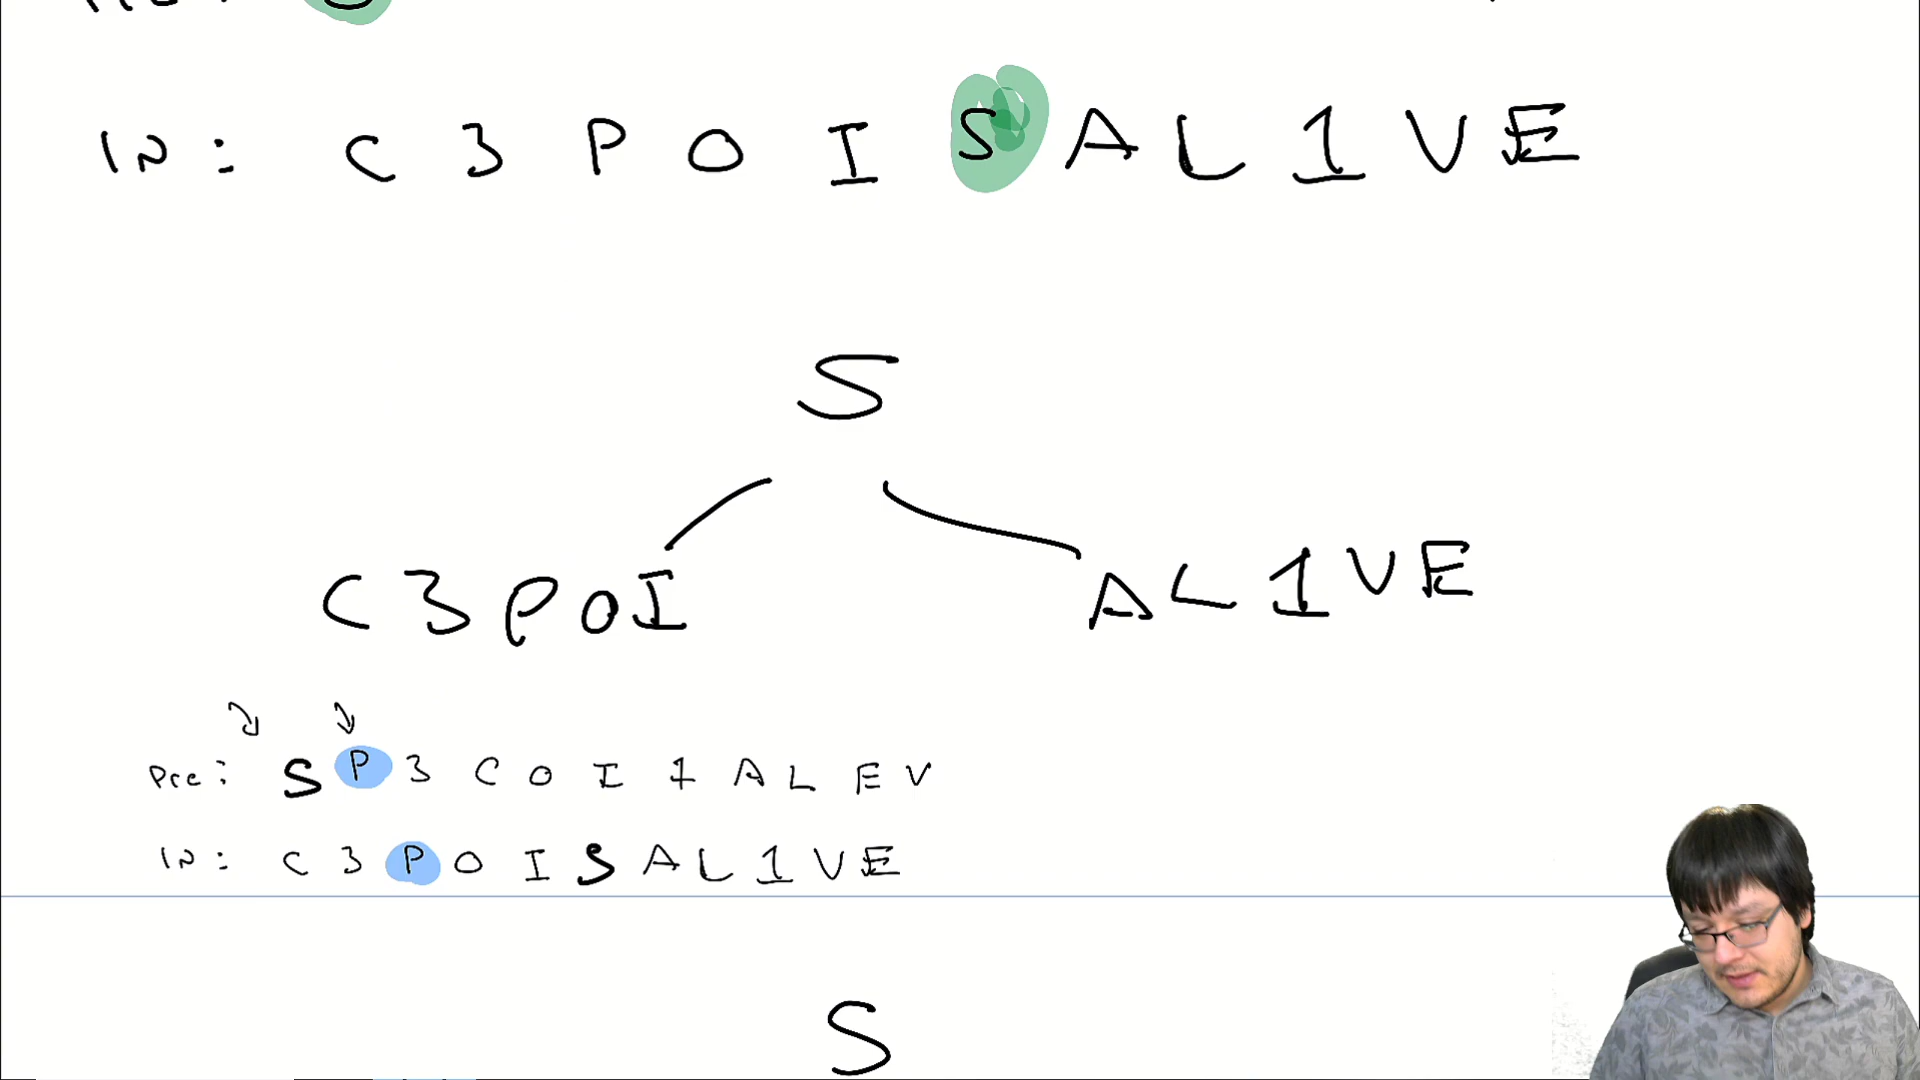 IN: C 3 P O I S A L 1 V E
S
C 3 P O I A L 1 V E
Pre: S P 3 C O I 1 A L E V
IN: C 3 P O I S A L 1 V E
S